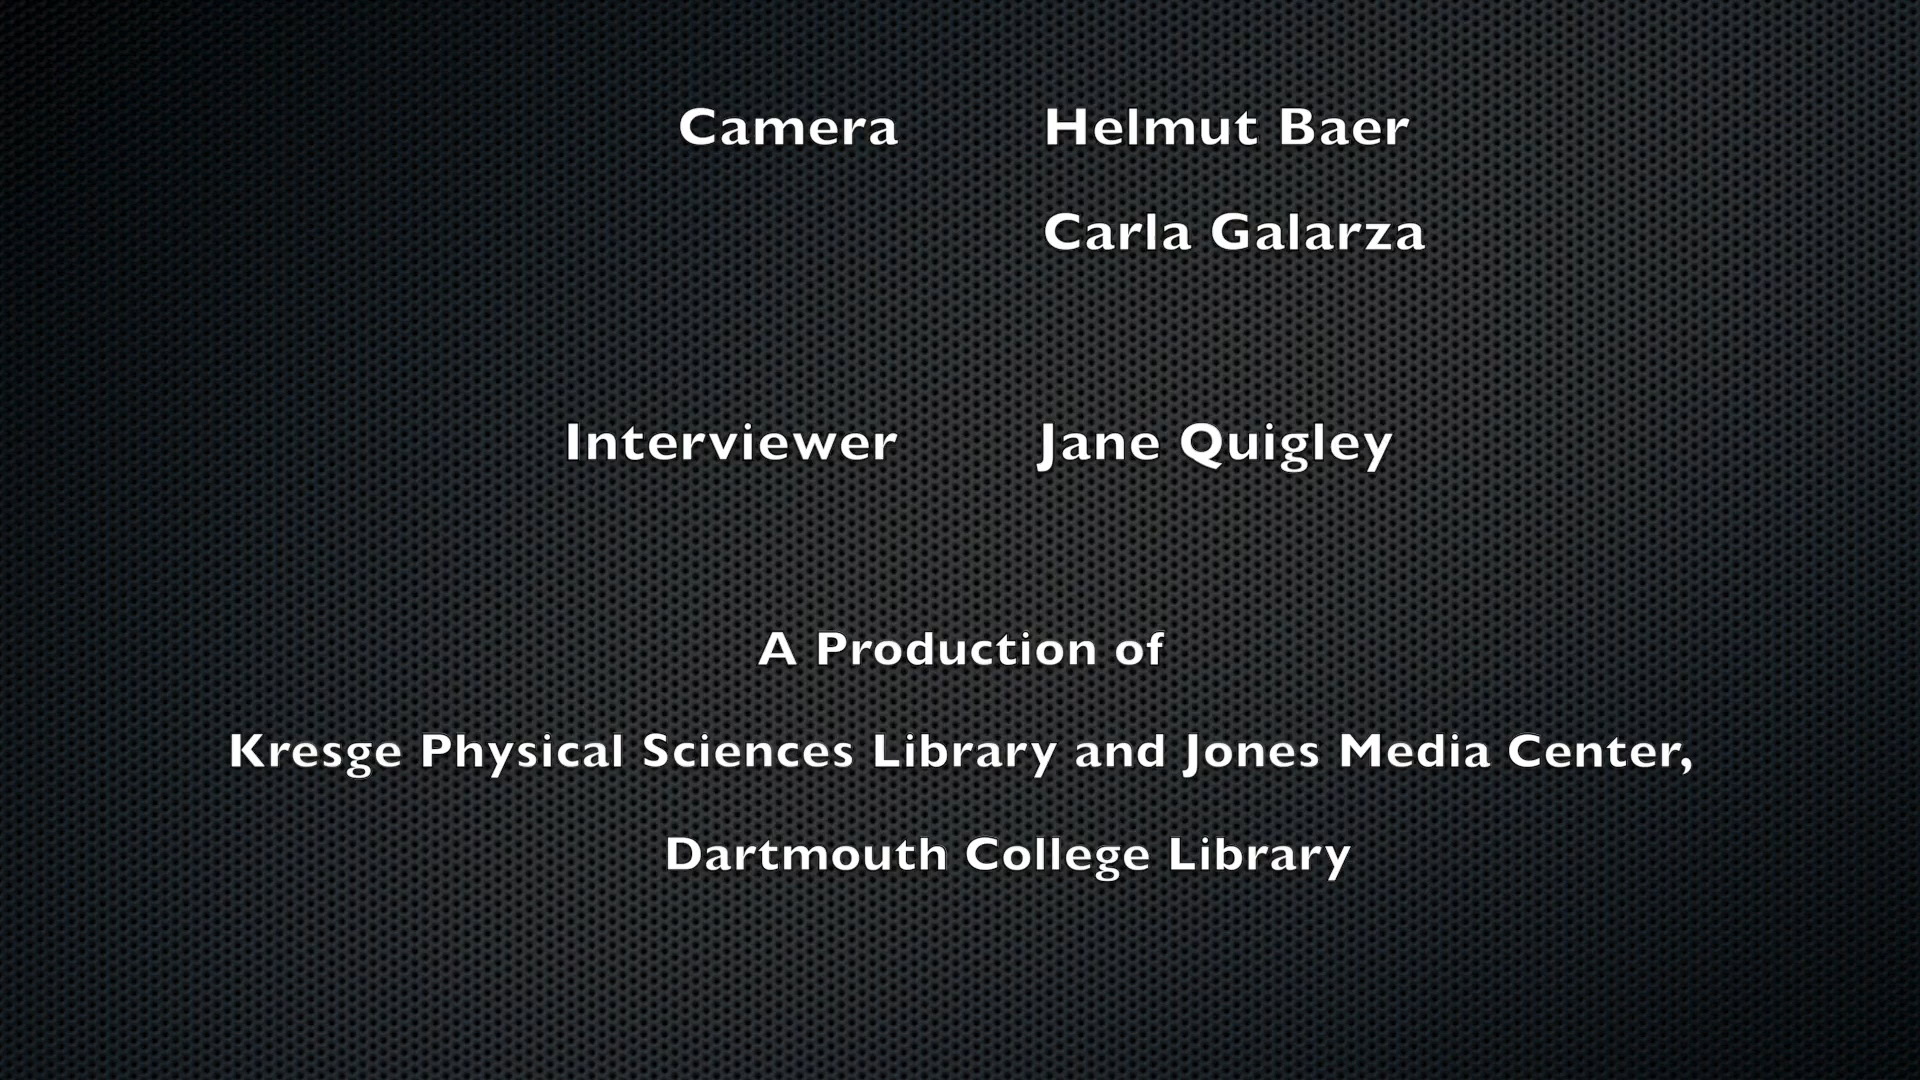 Camera Helmut Baer
Carla Galarza
Interviewer Jane Quigley
A Production of
Kresge Physical Sciences Library and Jones Media Center,
Dartmouth College Library